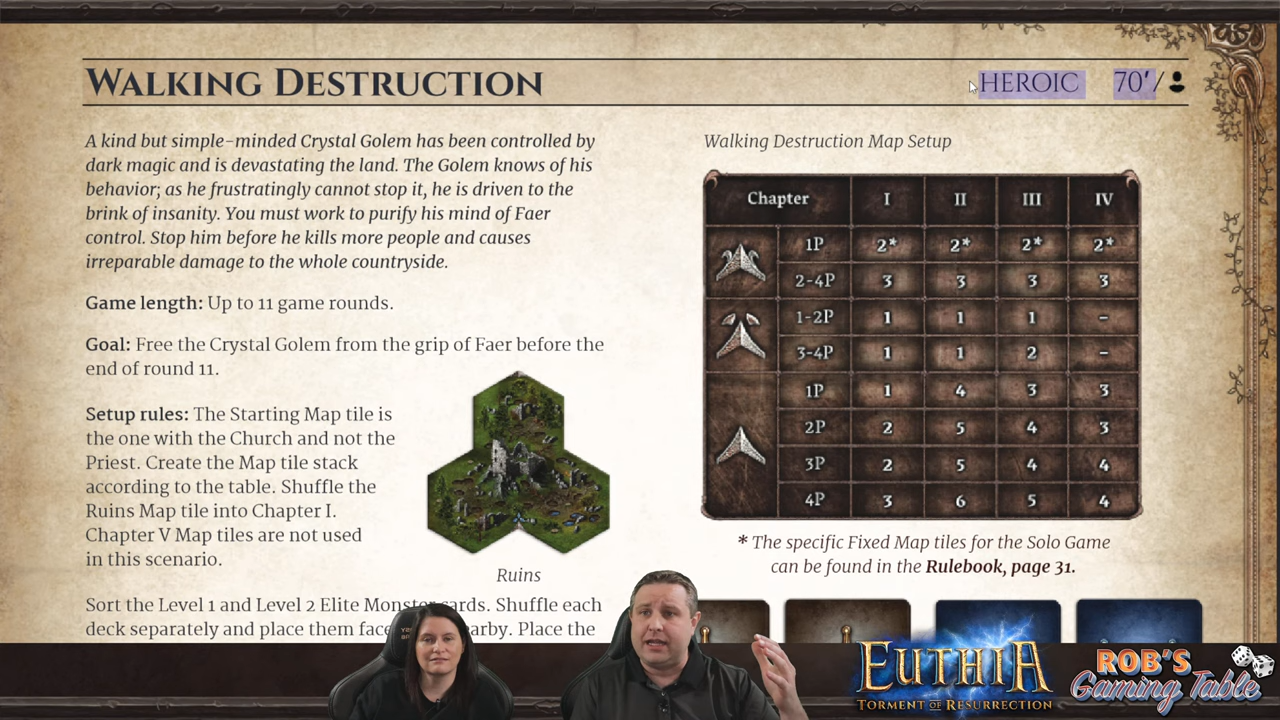 WALKING DESTRUCTION
HEROIC 70′/
A kind but simple-minded Crystal Golem has been controlled by
dark magic and is devastating the land. The Golem knows of his
behavior; as he frustratingly cannot stop it, he is driven to the
brink of insanity. You must work to purify his mind of Faer
control. Stop him before he kills more people and causes
irreparable damage to the whole countryside.
Game length: Up to 11 game rounds.
Goal: Free the Crystal Golem from the grip of Faer before the
end of round 11.
Setup rules: The Starting Map tile is
the one with the Church and not the
Priest. Create the Map tile stack
according to the table. Shuffle the
Ruins Map tile into Chapter I.
Chapter V Map tiles are not used
in this scenario.
Ruins
Sort the Level 1 and Level 2 Elite Monster cards. Shuffle each
deck separately and place them face
Place the
Walking Destruction Map Setup
Chapter I II III IV
1P 2* 2* 2* 2*
2-4P 3 3 3 3
1-2P 1 1 1 –
3-4P 1 1 2 –
1P 1 4 3 3
2P 2 5 4 3
3P 2 5 4 4
4P 3 6 5 4
* The specific Fixed Map tiles for the Solo Game
can be found in the Rulebook, page 31.
EUTHIA
TORMENT OF RESURRECTION
ROB'S
Gaming Table